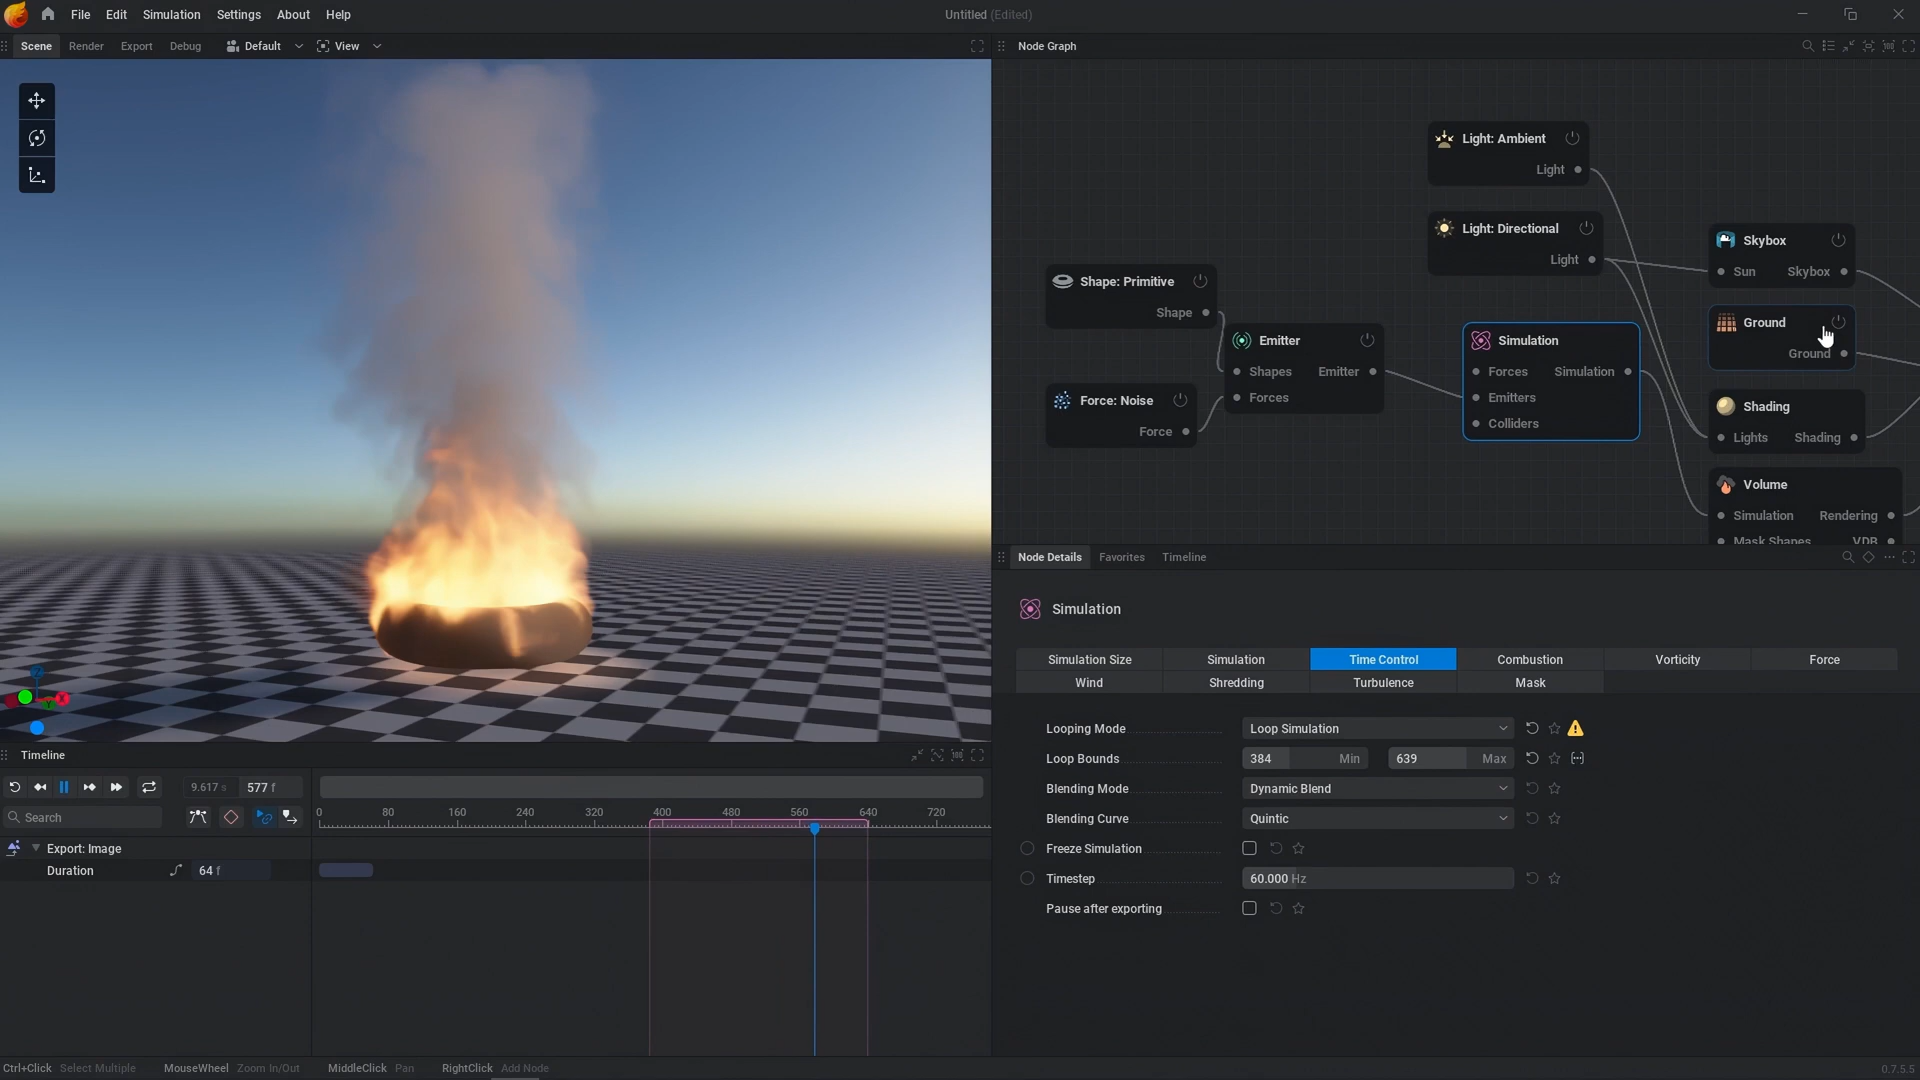 File Edit Simulation Settings About Help
Untitled (Edited)
Scene Render Export Debug Default View
Node Graph
Light: Ambient
Light
Light: Directional
Light
Skybox
Sun Skybox
Shape: Primitive
Shape
Ground
Ground
Emitter
Shapes Emitter
Forces
Simulation
Forces Simulation
Emitters
Colliders
Force: Noise
Force
Shading
Lights Shading
Volume
Simulation Rendering
Mask Shapes VDB
Node Details Favorites Timeline
Simulation
Simulation Size Simulation Time Control Combustion Vorticity Force
Wind Shredding Turbulence Mask
Looping Mode Loop Simulation
Loop Bounds 384 Min 639 Max
Blending Mode Dynamic Blend
Blending Curve Quintic
Freeze Simulation
Timestep 60.000 Hz
Pause after exporting
Timeline
9.617 s 577 f
Search
0 80 160 240 320 400 480 560 640 720
Export: Image
Duration 64 f
Ctrl+Click Select Multiple MouseWheel Zoom In/Out MiddleClick Pan RightClick Add Node
0.7.5.5
X
Y
Z